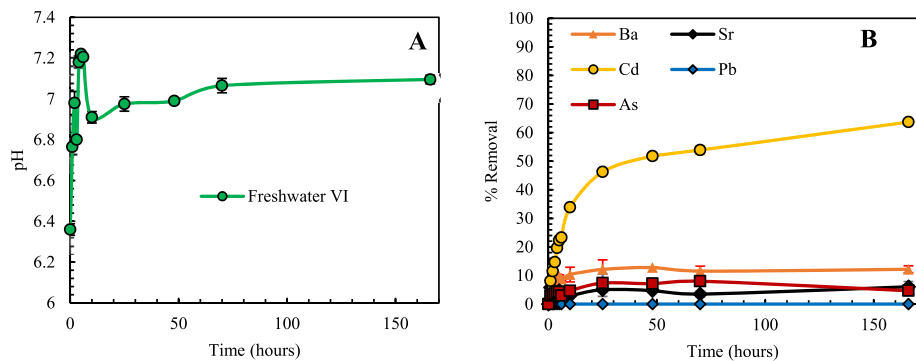 A
7.4
7.2
7
6.8
6.6
6.4
6.2
6
pH
0
50
100
150
Time (hours)
Freshwater VI
B
100
90
80
70
60
50
40
30
20
10
0
% Removal
Ba
Sr
Cd
Pb
As
0
50
100
150
Time (hours)